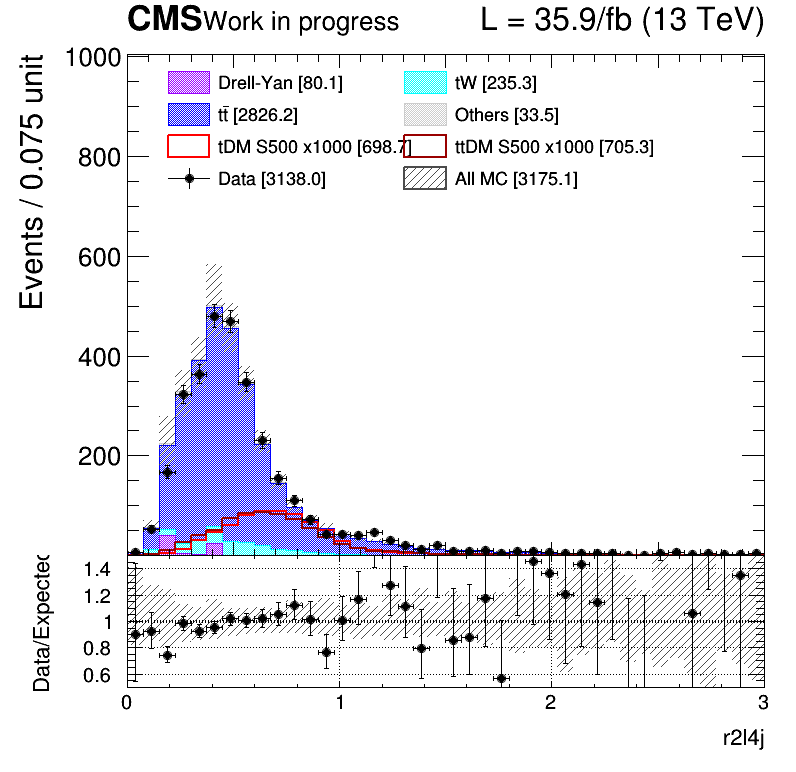 CMS Work in progress L = 35.9/fb (13 TeV)
Events / 0.075 unit
1000
800
600
400
200
Drell-Yan [80.1] tW [235.3]
tt̄ [2826.2] Others [33.5]
tDM S500 x1000 [698.7] ttDM S500 x1000 [705.3]
Data [3138.0] All MC [3175.1]
Data/Expected
1.4
1.2
1
0.8
0.6
0 1 2 3
r2l4j